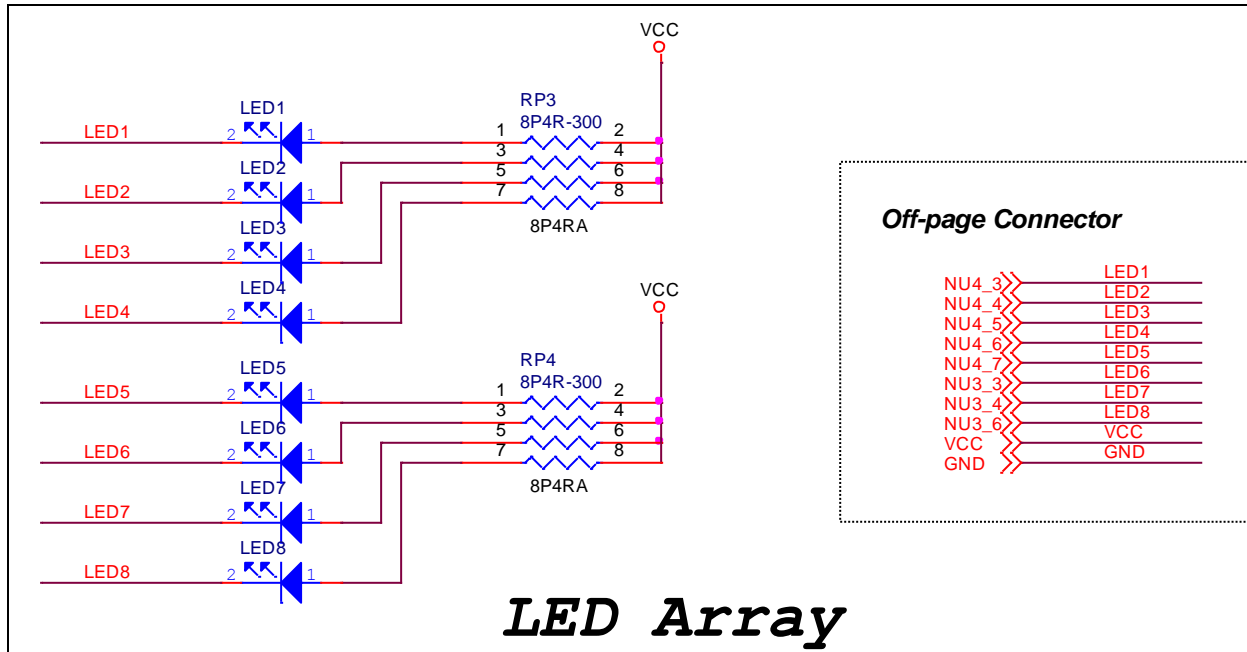 VCC
RP3
8P4R-300
LED1
LED1 2 1 1 2
3 4
LED2
LED2 2 1 5 6
7 8
8P4RA
LED3
LED3 2 1
LED4
LED4 2 1
VCC
RP4
8P4R-300
LED5
LED5 2 1 1 2
3 4
LED6
LED6 2 1 5 6
7 8
8P4RA
LED7
LED7 2 1
LED8
LED8 2 1
Off-page Connector
NU4_3 LED1
NU4_4 LED2
NU4_5 LED3
NU4_6 LED4
NU4_7 LED5
NU3_3 LED6
NU3_4 LED7
NU3_6 LED8
VCC VCC
GND GND
LED Array